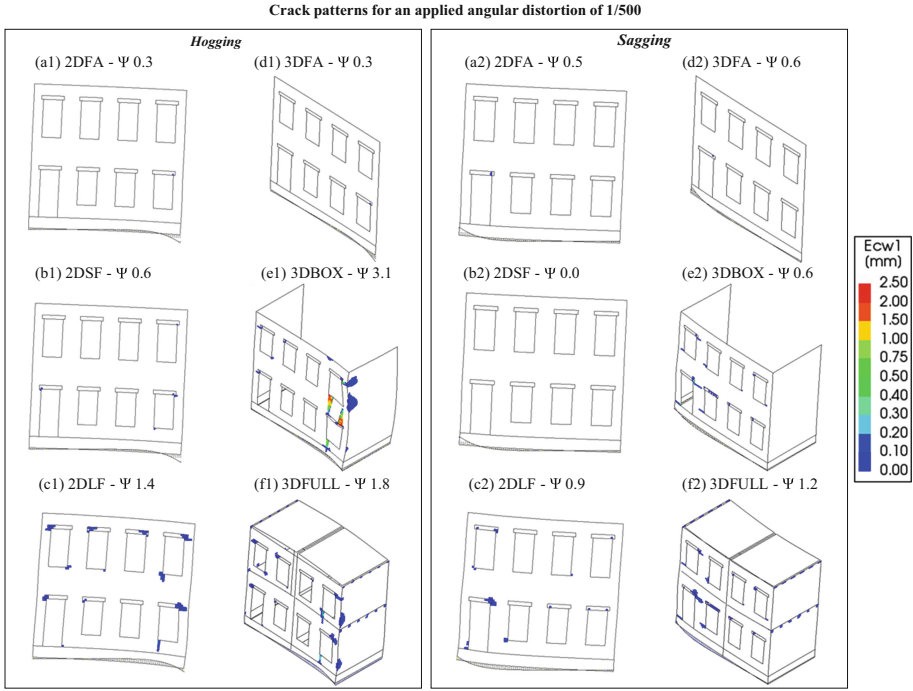 Crack patterns for an applied angular distortion of 1/500
Hogging
(a1) 2DFA - Ψ 0.3
(d1) 3DFA - Ψ 0.3
(b1) 2DSF - Ψ 0.6
(e1) 3DBOX - Ψ 3.1
(c1) 2DLF - Ψ 1.4
(f1) 3DFULL - Ψ 1.8
Sagging
(a2) 2DFA - Ψ 0.5
(d2) 3DFA - Ψ 0.6
(b2) 2DSF - Ψ 0.0
(e2) 3DBOX - Ψ 0.6
(c2) 2DLF - Ψ 0.9
(f2) 3DFULL - Ψ 1.2
Ecw1
(mm)
2.50
2.00
1.50
1.00
0.75
0.50
0.40
0.30
0.20
0.10
0.00